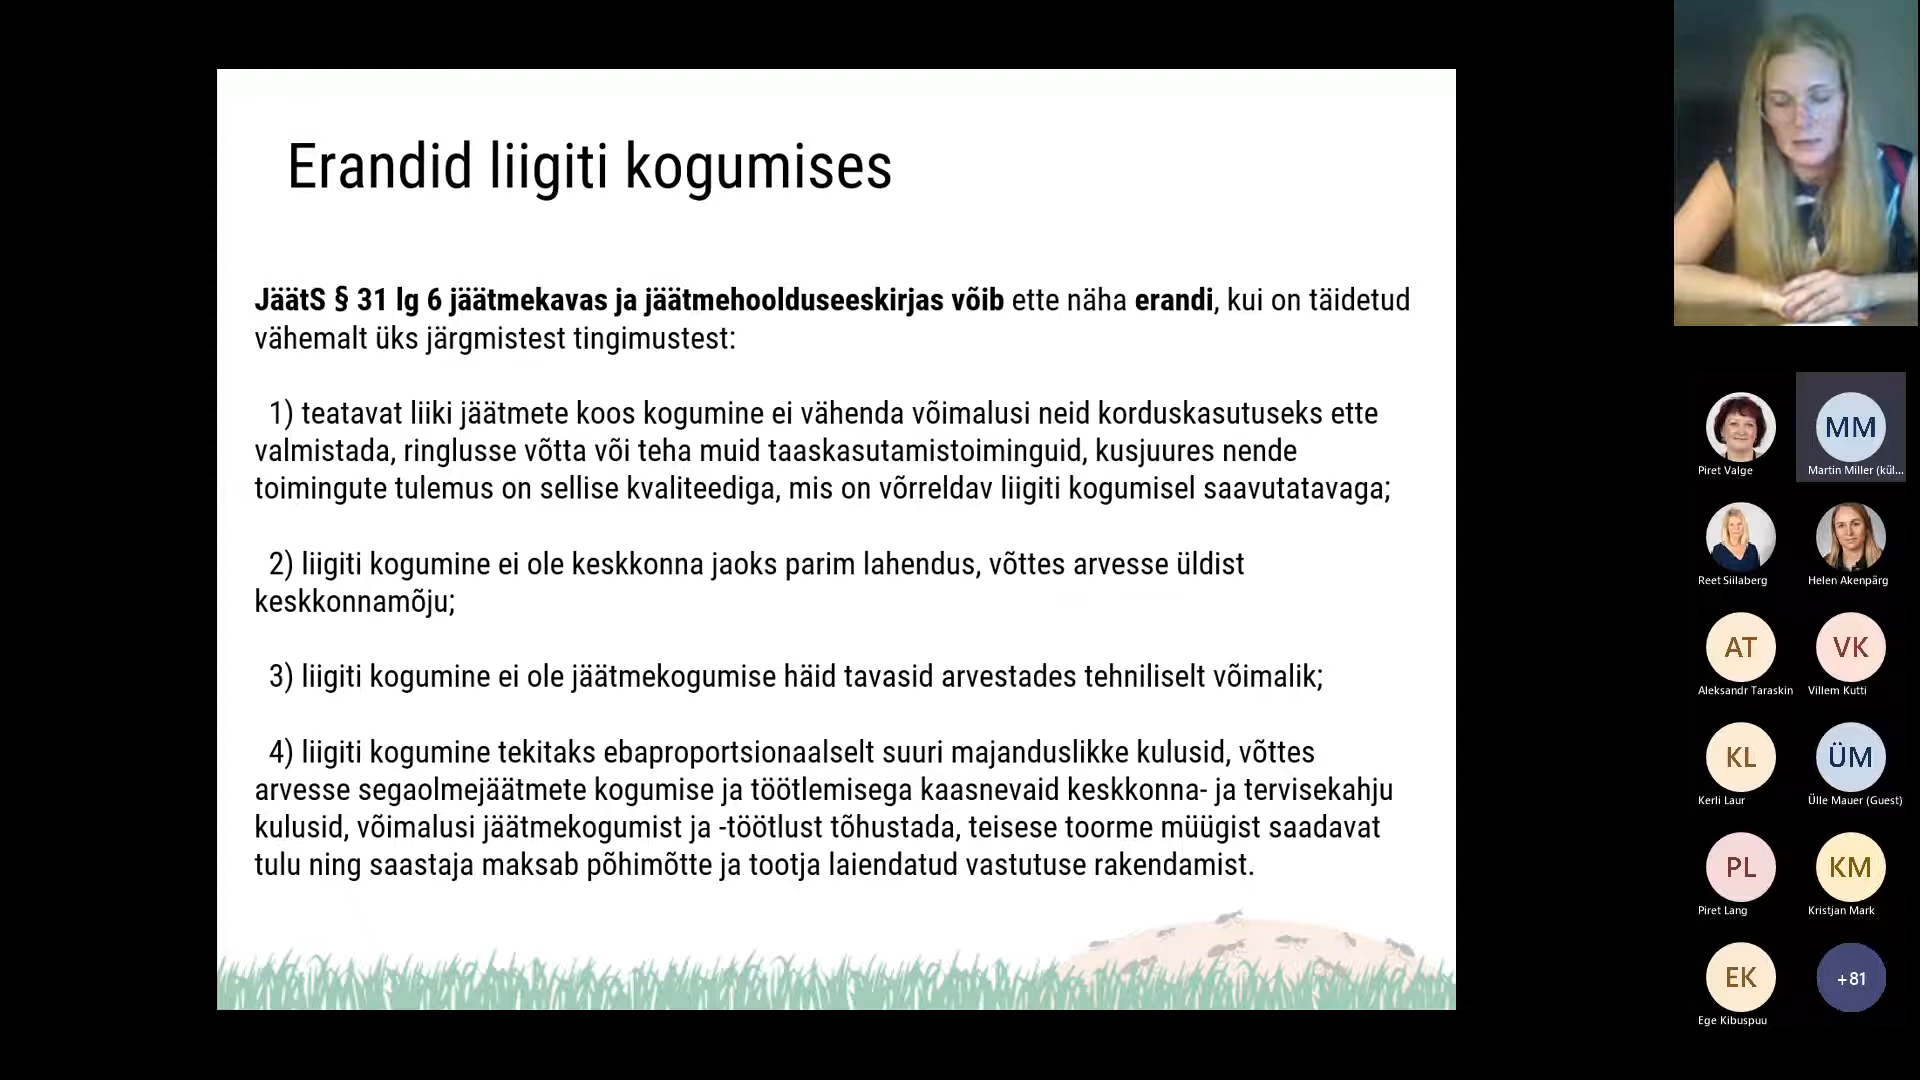 Erandid liigiti kogumises
JäätS § 31 lg 6 jäätmekavas ja jäätmehoolduseeskirjas võib ette näha erandi, kui on täidetud
vähemalt üks järgmistest tingimustest:
1) teatavat liiki jäätmete koos kogumine ei vähenda võimalusi neid korduskasutuseks ette
valmistada, ringlusse võtta või teha muid taaskasutamistoiminguid, kusjuures nende
toimingute tulemus on sellise kvaliteediga, mis on võrreldav liigiti kogumisel saavutatavaga;
2) liigiti kogumine ei ole keskkonna jaoks parim lahendus, võttes arvesse üldist
keskkonnamõju;
3) liigiti kogumine ei ole jäätmekogumise häid tavasid arvestades tehniliselt võimalik;
4) liigiti kogumine tekitaks ebaproportsionaalselt suuri majanduslikke kulusid, võttes
arvesse segaolmejäätmete kogumise ja töötlemisega kaasnevaid keskkonna- ja tervisekahju
kulusid, võimalusi jäätmekogumist ja -töötlust tõhustada, teisese toorme müügist saadavat
tulu ning saastaja maksab põhimõtte ja tootja laiendatud vastutuse rakendamist.
MM
Piret Valge
Martin Miller (kül...
Reet Siilaberg
Helen Akenpärg
AT
VK
Aleksandr Taraskin
Villem Kutti
KL
ÜM
Kerli Laur
Ülle Mauer (Guest)
PL
KM
Piret Lang
Kristjan Mark
EK
+81
Ege Kibuspuu